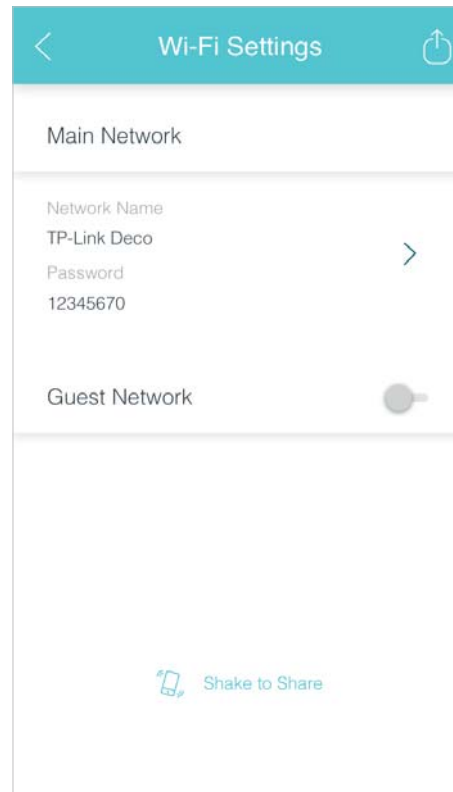 Wi-Fi Settings
Main Network
Network Name
TP-Link Deco
Password
12345670
Guest Network
Shake to Share